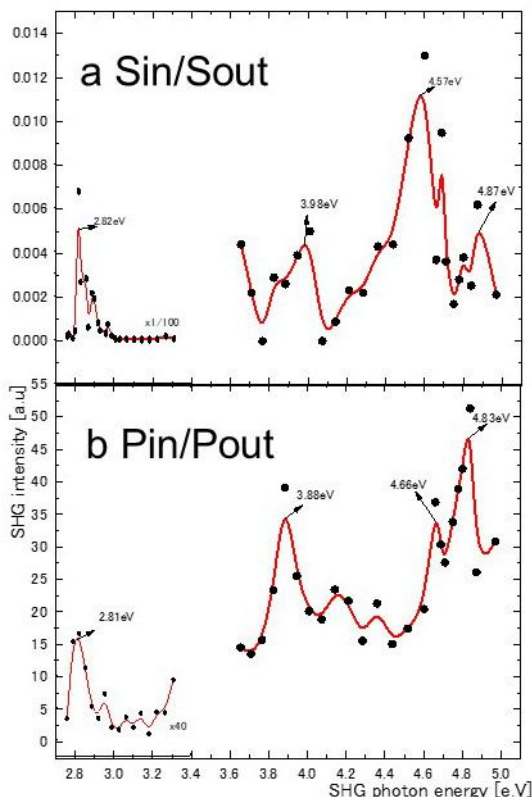 0.014
a Sin/Sout
4.57eV
0.012
0.010
0.008
3.98eV
4.87eV
0.006
2.82eV
0.004
0.002
x1/100
0.000
55
50
b Pin/Pout
4.83eV
45
40
3.88eV
4.66eV
35
30
25
2.81eV
20
15
10
5
x40
0
SHG intensity [a.u]
2.8 3.0 3.2 3.4 3.6 3.8 4.0 4.2 4.4 4.6 4.8 5.0
SHG photon energy [e.V]